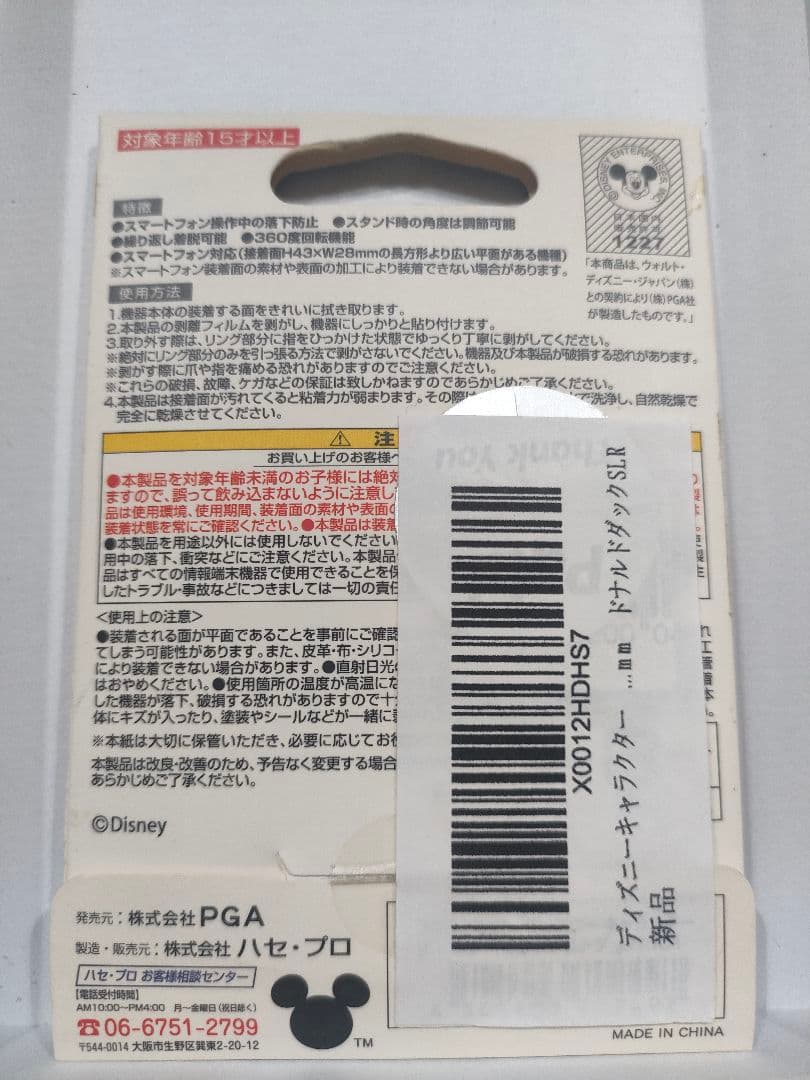 対象年齢15才以上
特徴
●スマートフォン操作中の落下防止 ●スタンド時の角度は調節可能
●繰り返し着脱可能 ●360度回転機能
●スマートフォン対応(接着面H43×W28mmの長方形より広い平面がある機種)
※スマートフォン装着面の素材や表面の加工により装着できない場合があります。
©DISNEY ENTERPRISES, INC.
日本国内
販売許可
1227
「本商品は、ウォルト・
ディズニー・ジャパン(株)
との契約により(株)PGA社
が製造したものです。」
使用方法
1.機器本体の装着する面をきれいに拭き取ります。
2.本製品の剥離フィルムを剥がし、機器にしっかりと貼り付けます。
3.取り外す際は、リング部分に指をひっかけた状態でゆっくり丁寧に剥がしてください。
※絶対にリング部分のみを引っ張る方法で剥がさないでください。機器及び本製品が破損する恐れがあります。
※剥がす際に爪や指を痛める恐れがありますのでご注意ください。
※これらの破損、故障、ケガなどの保証は致しかねますのであらかじめご了承ください。
4.本製品は接着面が汚れてくると粘着力が弱まります。その際は 洗浄し、自然乾燥で
完全に乾燥させてください。
注
お買い上げのお客様へ
●本製品を対象年齢未満のお子様には絶対
ますので、誤って飲み込まないように注意し
品は使用環境、使用期間、装着面の素材や表面の
装着状態を常にご確認ください。●本製品は装着
●本製品を用途以外には使用しないでください
用中の落下、衝突などにご注意ください。本製品
品はすべての情報端末機器で使用できることを保
したトラブル・事故などにつきましては一切の責任
<使用上の注意>
●装着される面が平面であることを事前にご確認
てしまう可能性があります。また、皮革・布・シリコ
により装着できない場合があります。●直射日光
はおやめください。●使用箇所の温度が高温にな
した機器が落下、破損する恐れがありますので十
体にキズが入ったり、塗装やシールなどが一緒に
※本紙は大切に保管いただき、必要に応じてお
本製品は改良・改善のため、予告なく変更する場合
あらかじめご了承ください。
©Disney
X0012HDHS7
ディズニーキャラクター ...mm ドナルドダックSLR
新品
発売元：株式会社PGA
製造・販売元：株式会社 ハセ・プロ
ハセ・プロ お客様相談センター
【電話受付時間】
AM10:00~PM4:00 月~金曜日(祝日除く)
☎06-6751-2799
〒544-0014 大阪市生野区巽東2-20-12
TM
MADE IN CHINA